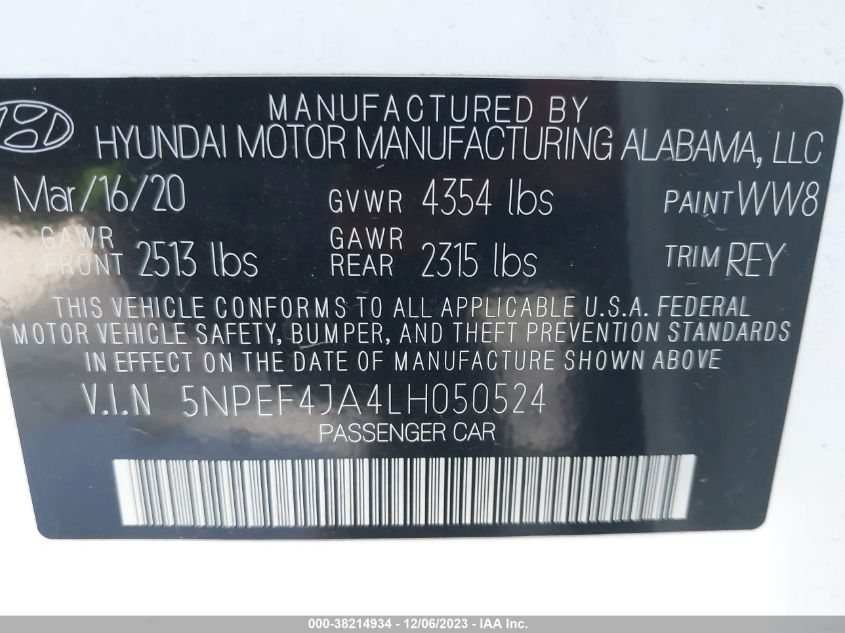 MANUFACTURED BY
HYUNDAI MOTOR MANUFACTURING ALABAMA, LLC
Mar/16/20 GVWR 4354 lbs PAINT WW8
GAWR FRONT 2513 lbs GAWR REAR 2315 lbs TRIM REY
THIS VEHICLE CONFORMS TO ALL APPLICABLE U.S.A. FEDERAL
MOTOR VEHICLE SAFETY, BUMPER, AND THEFT PREVENTION STANDARDS
IN EFFECT ON THE DATE OF MANUFACTURE SHOWN ABOVE
V.I.N 5NPEF4JA4LH050524
PASSENGER CAR
000-38214934 - 12/06/2023 - IAA Inc.